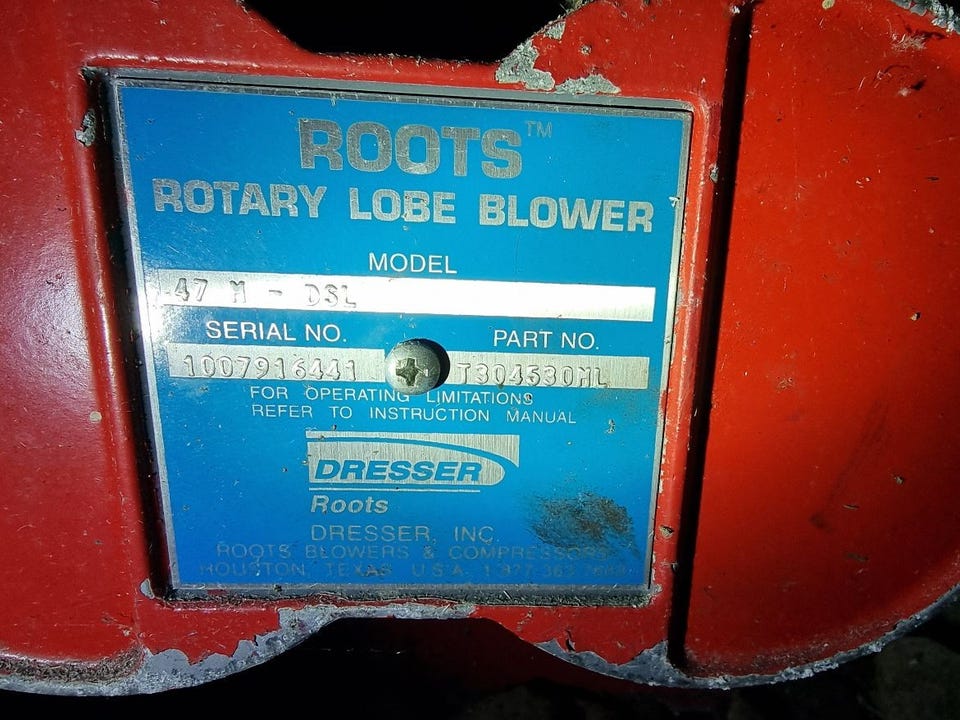 ROOTS™
ROTARY LOBE BLOWER
MODEL
47 M - DSL
SERIAL NO. PART NO.
1007916441 T304530ML
FOR OPERATING LIMITATIONS
REFER TO INSTRUCTION MANUAL
DRESSER
Roots
DRESSER, INC.
ROOTS BLOWERS & COMPRESSORS
HOUSTON, TEXAS U.S.A.